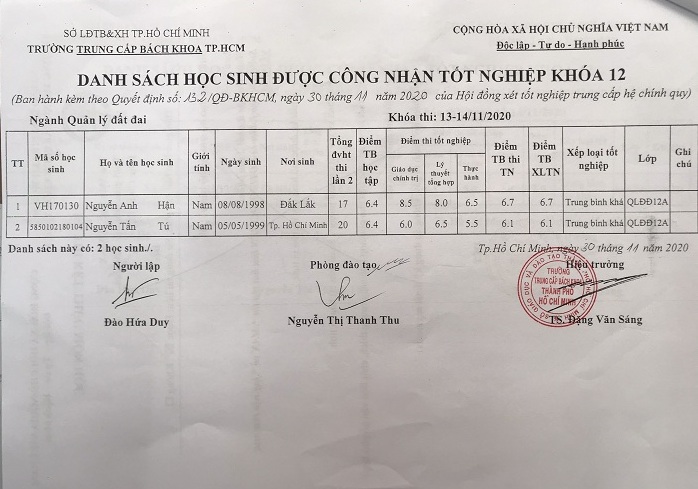 SỞ LĐTB&XH TP.HỒ CHÍ MINH
TRƯỜNG TRUNG CẤP BÁCH KHOA TP.HCM
CỘNG HÒA XÃ HỘI CHỦ NGHĨA VIỆT NAM
Độc lập - Tự do - Hạnh phúc
DANH SÁCH HỌC SINH ĐƯỢC CÔNG NHẬN TỐT NGHIỆP KHÓA 12
(Ban hành kèm theo Quyết định số: 132/QĐ-BKHCM, ngày 30 tháng 11 năm 2020 của Hội đồng xét tốt nghiệp trung cấp hệ chính quy)
Ngành Quản lý đất đai Khóa thi: 13-14/11/2020
TT Mã số học sinh Họ và tên học sinh Giới tính Ngày sinh Nơi sinh Tổng đvht thi lần 2 Điểm TB học tập Điểm thi tốt nghiệp Giáo dục chính trị Lý thuyết tổng hợp Thực hành Điểm TB thi TN Điểm TB XLTN Xếp loại tốt nghiệp Lớp Ghi chú
1 VH170130 Nguyễn Anh Hận Nam 08/08/1998 Đắk Lắk 17 6.4 8.5 8.0 6.5 6.7 6.7 Trung bình khá QLĐĐ12A
2 5850102180104 Nguyễn Tấn Tú Nam 05/05/1999 Tp. Hồ Chí Minh 20 6.4 6.0 6.5 5.5 6.1 6.1 Trung bình khá QLĐĐ12A
Danh sách này có: 2 học sinh./.
Tp.Hồ Chí Minh, ngày 30 tháng 11 năm 2020
Người lập Phòng đào tạo Hiệu trưởng
TRƯỜNG
TRUNG CẤP BÁCH KHOA
THÀNH PHỐ
HỒ CHÍ MINH
Đào Hứa Duy Nguyễn Thị Thanh Thu TS. Đặng Văn Sáng